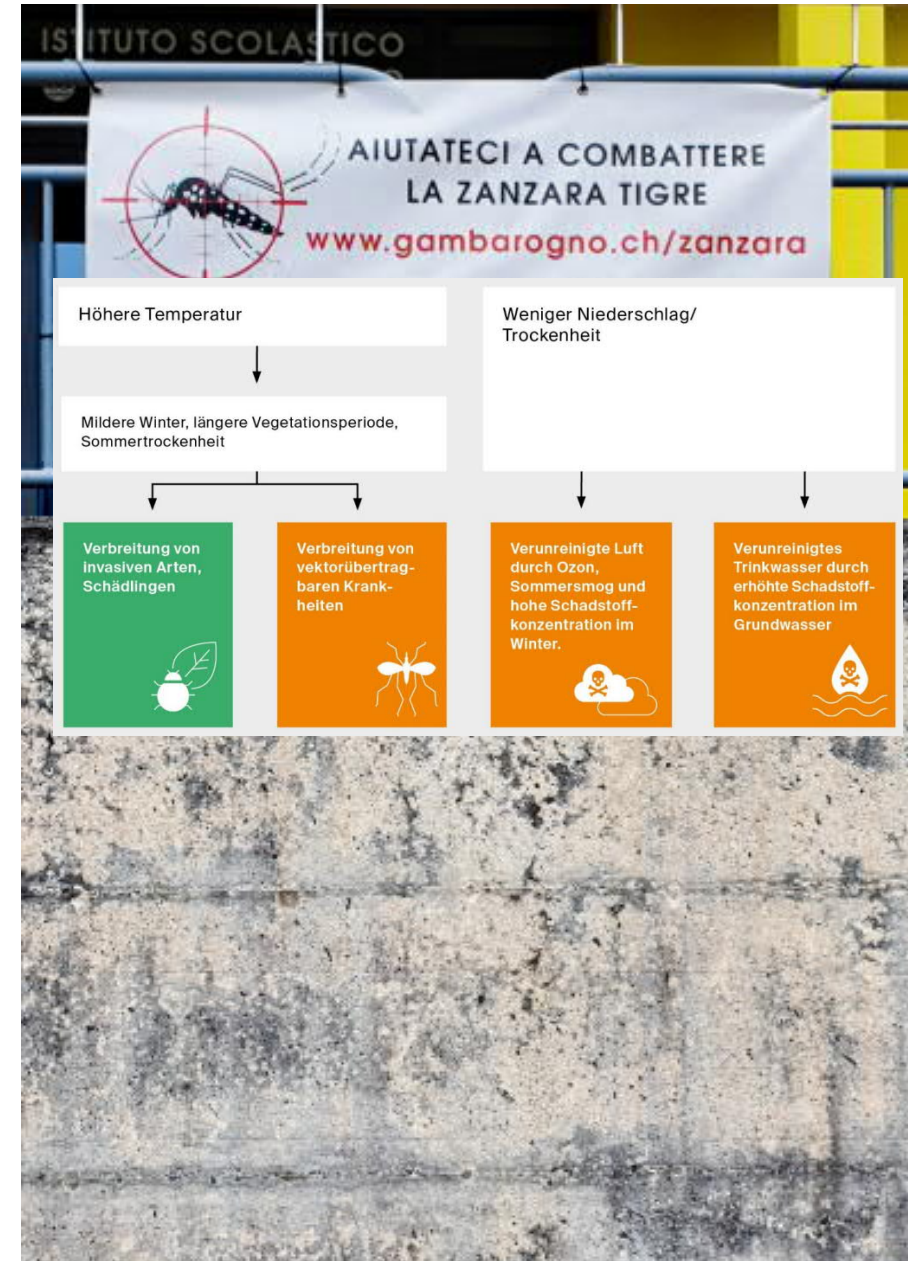 ISTITUTO SCOLASTICO
AIUTATECI A COMBATTERE
LA ZANZARA TIGRE
www.gambarogno.ch/zanzara
Höhere Temperatur
Mildere Winter, längere Vegetationsperiode,
Sommertrockenheit
Weniger Niederschlag/
Trockenheit
Verbreitung von
invasiven Arten,
Schädlingen
Verbreitung von
vektorübertrag-
baren Krank-
heiten
Verunreinigte Luft
durch Ozon,
Sommersmog und
hohe Schadstoff-
konzentration im
Winter.
Verunreinigtes
Trinkwasser durch
erhöhte Schadstoff-
konzentration im
Grundwasser